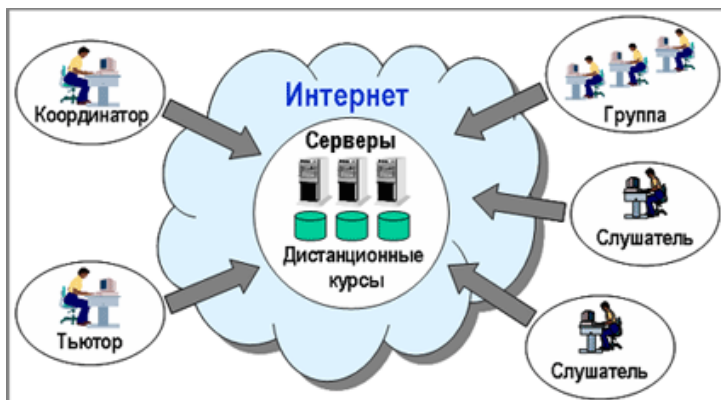 Координатор
Интернет
Группа
Серверы
Дистанционные
курсы
Слушатель
Тьютор
Слушатель